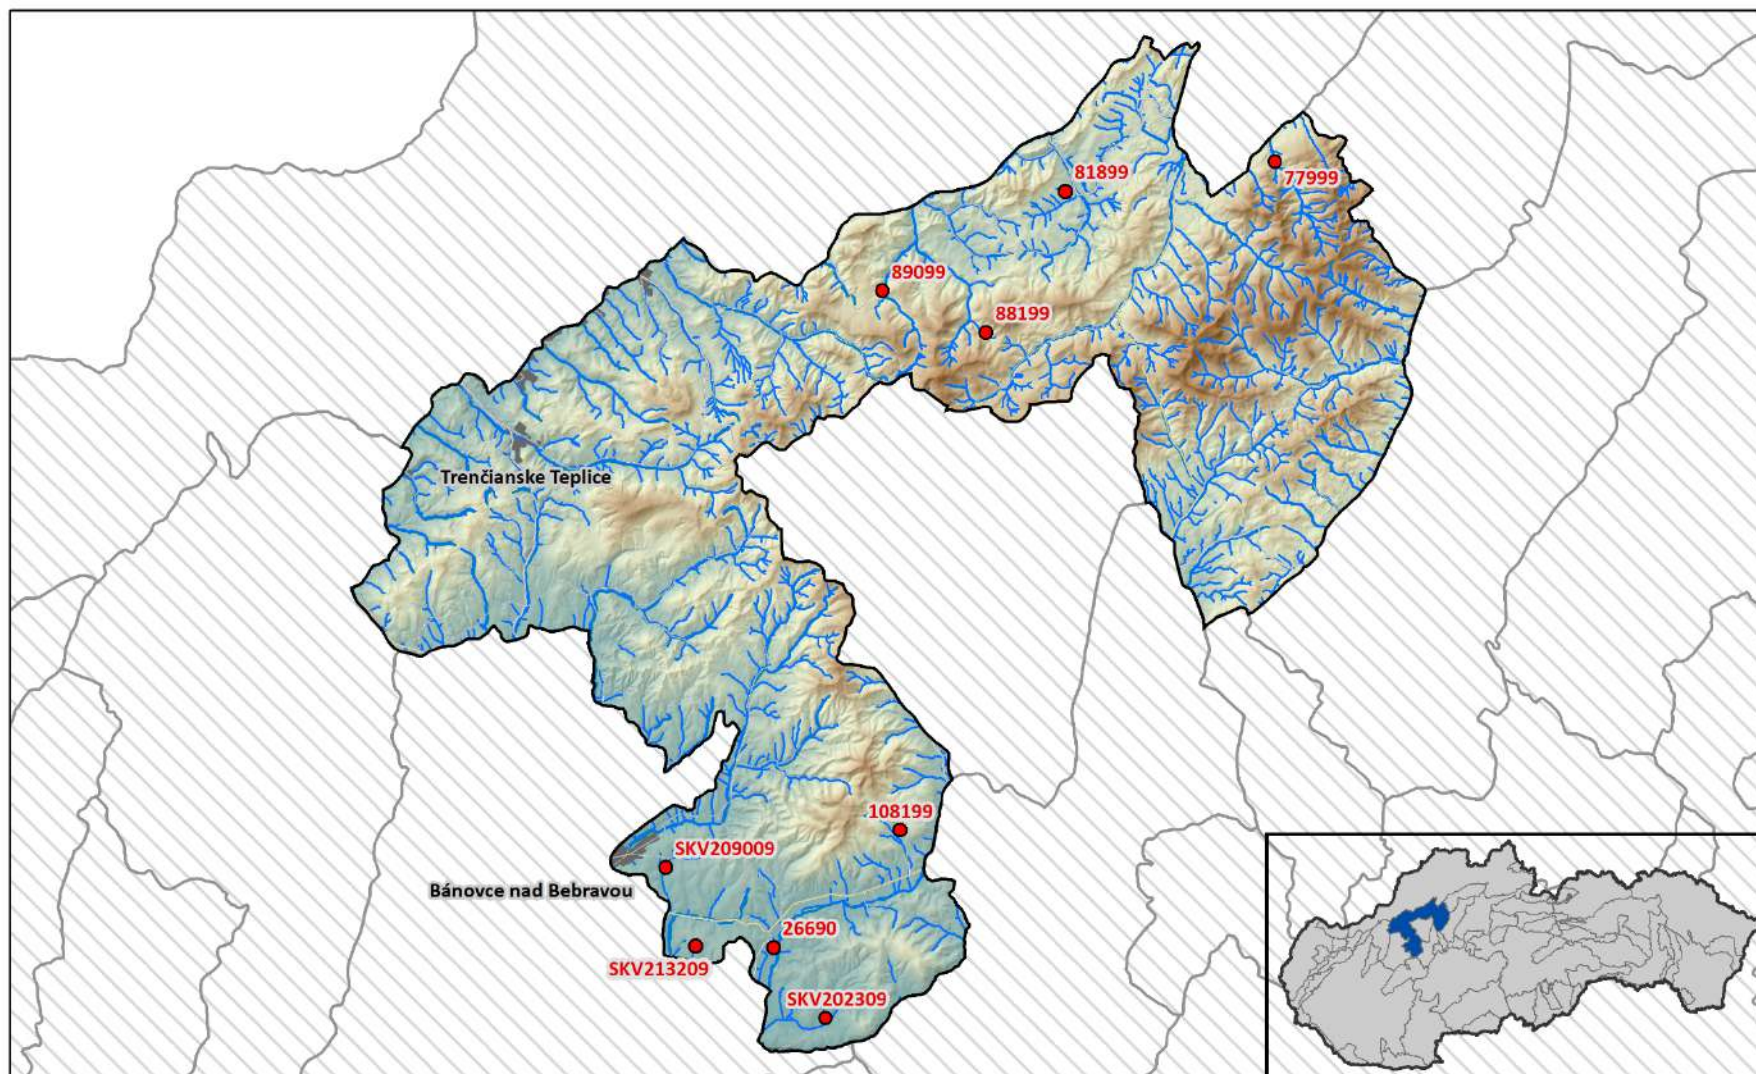 81899
77999
89099
88199
Trenčianske Teplice
108199
SKV209009
Bánovce nad Bebravou
26690
SKV213209
SKV202309